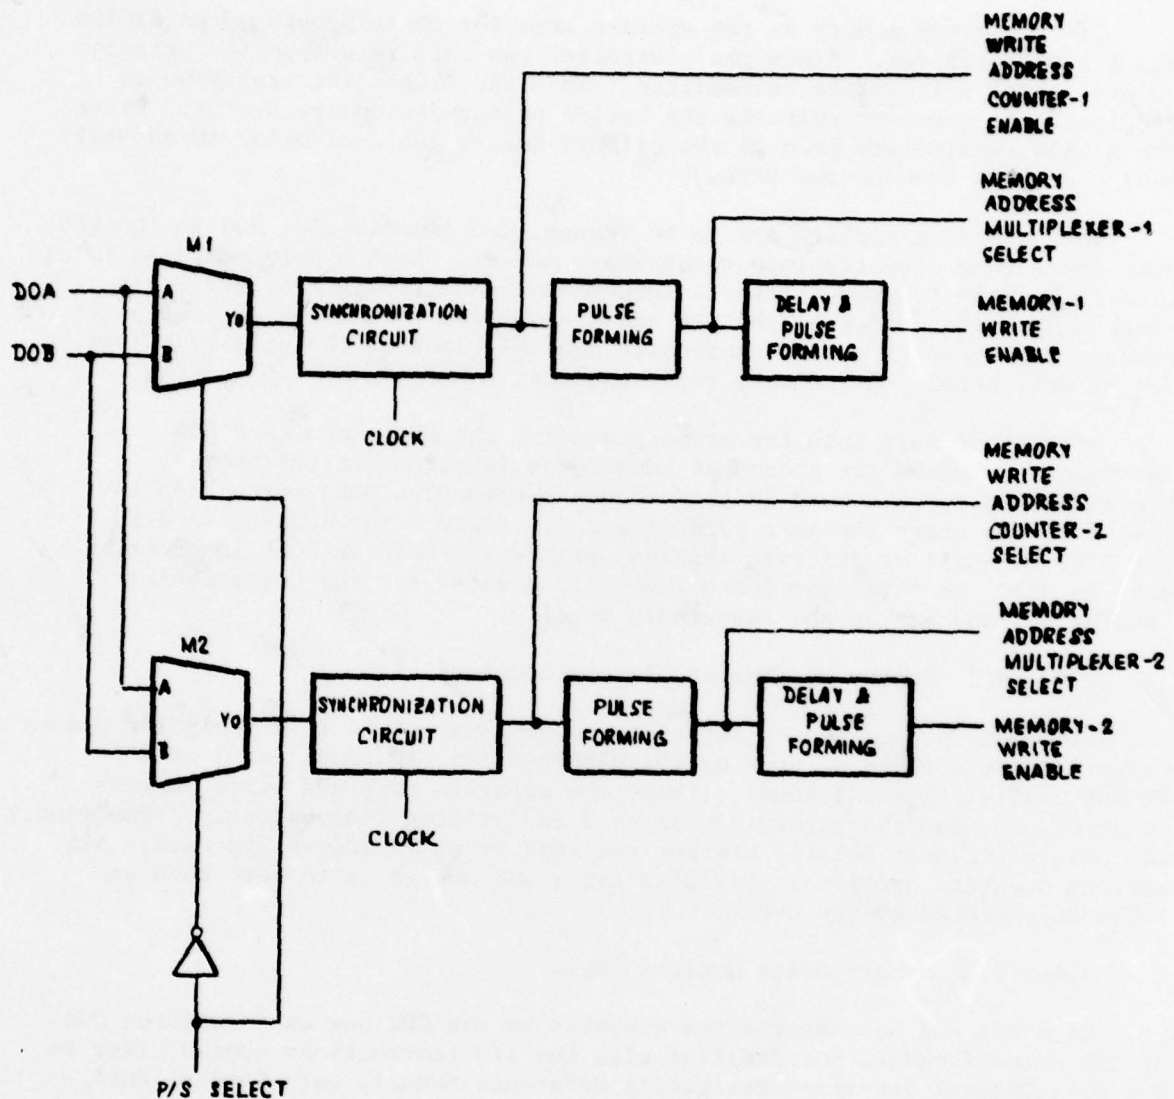 MEMORY
WRITE
ADDRESS
COUNTER-1
ENABLE
MEMORY
ADDRESS
MULTIPLEXER-1
SELECT
M1
DOA
A
Y0
DOB
B
SYNCHRONIZATION
CIRCUIT
PULSE
FORMING
DELAY &
PULSE
FORMING
MEMORY-1
WRITE
ENABLE
CLOCK
MEMORY
WRITE
ADDRESS
COUNTER-2
SELECT
MEMORY
ADDRESS
MULTIPLEXER-2
SELECT
M2
A
Y0
B
SYNCHRONIZATION
CIRCUIT
PULSE
FORMING
DELAY &
PULSE
FORMING
MEMORY-2
WRITE
ENABLE
CLOCK
P/S SELECT